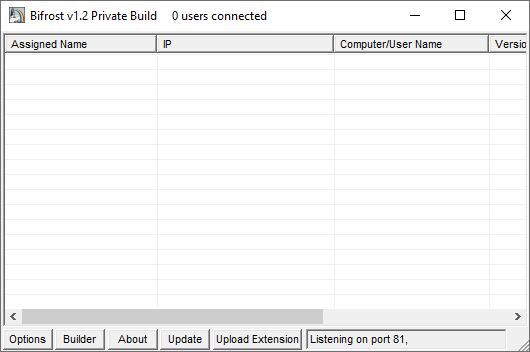 Bifrost v1.2 Private Build 0 users connected
Assigned Name IP Computer/User Name Versio
Options Builder About Update Upload Extension Listening on port 81,